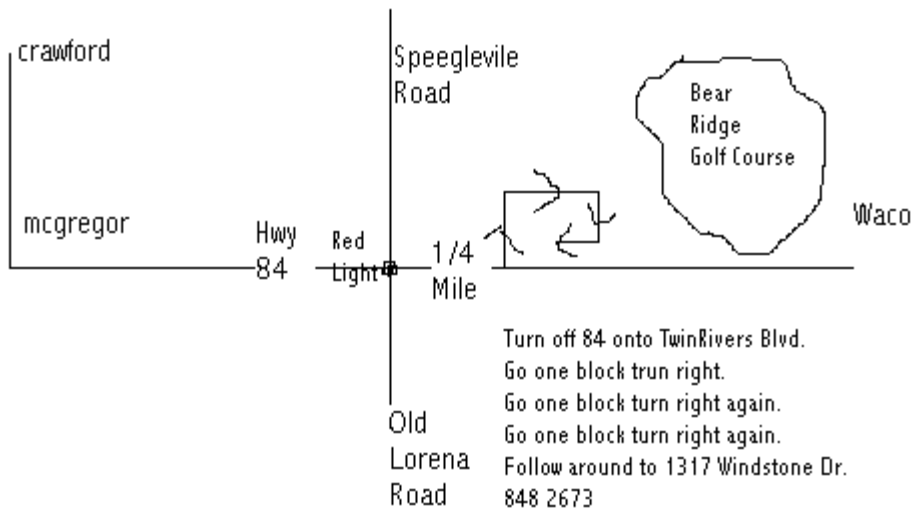 crawford
Speeglevile
Road
Bear
Ridge
Golf Course
mcgregor
Waco
Hwy
84
Red
Light
1/4
Mile
Turn off 84 onto TwinRivers Blvd.
Go one block trun right.
Go one block turn right again.
Go one block turn right again.
Follow around to 1317 Windstone Dr.
848 2673
Old
Lorena
Road